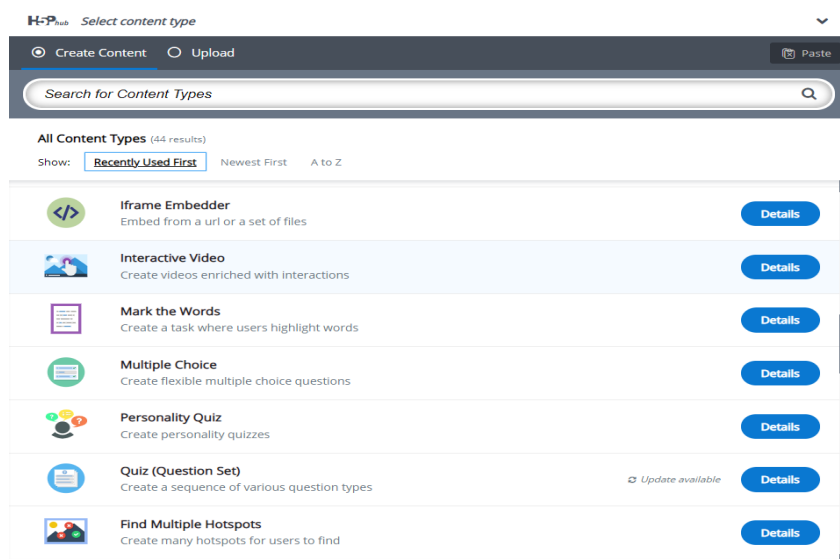 H5Phub Select content type
Create Content Upload Paste
Search for Content Types
All Content Types (44 results)
Show: Recently Used First Newest First A to Z
Iframe Embedder
Embed from a url or a set of files
Details
Interactive Video
Create videos enriched with interactions
Details
Mark the Words
Create a task where users highlight words
Details
Multiple Choice
Create flexible multiple choice questions
Details
Personality Quiz
Create personality quizzes
Details
Quiz (Question Set)
Create a sequence of various question types
Update available
Details
Find Multiple Hotspots
Create many hotspots for users to find
Details